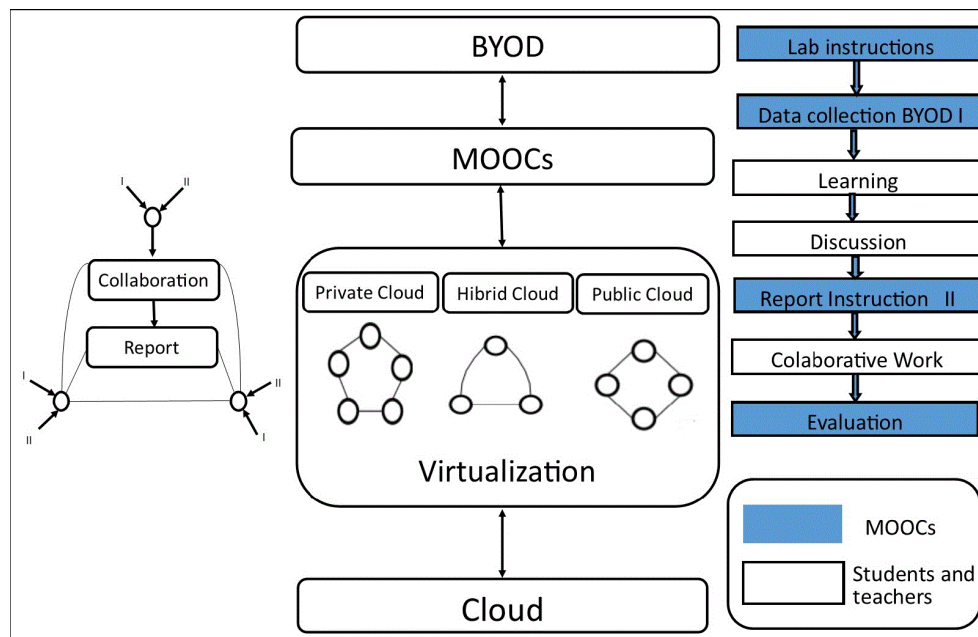 BYOD
MOOCs
Private Cloud
Hibrid Cloud
Public Cloud
Virtualization
Cloud
I
II
Collaboration
Report
I
II
II
I
Lab instructions
Data collection BYOD I
Learning
Discussion
Report Instruction II
Colaborative Work
Evaluation
MOOCs
Students and
teachers